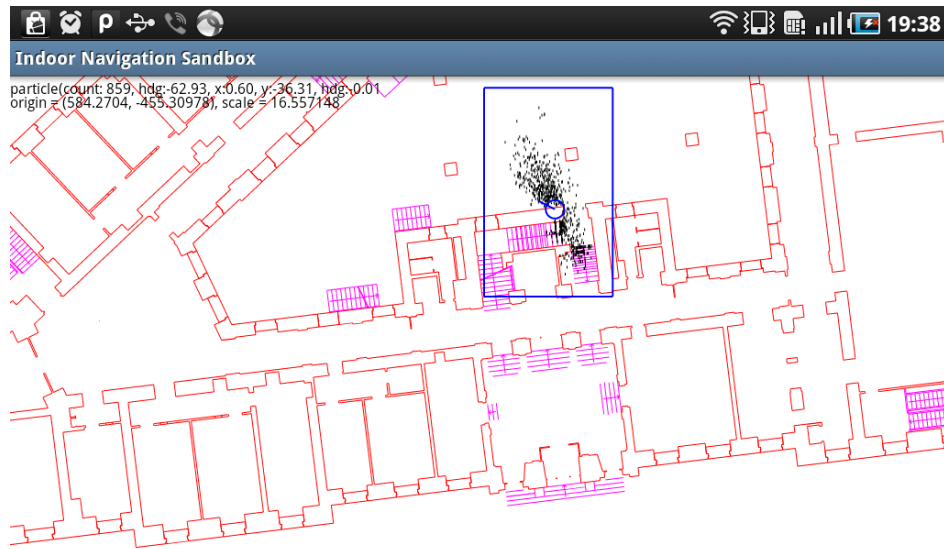 19:38
Indoor Navigation Sandbox
particle(count: 859, hdg:-62.93, x:0.60, y:-36.31, hdg:-0.01
origin = (584.2704, -455.30978), scale = 16.557148